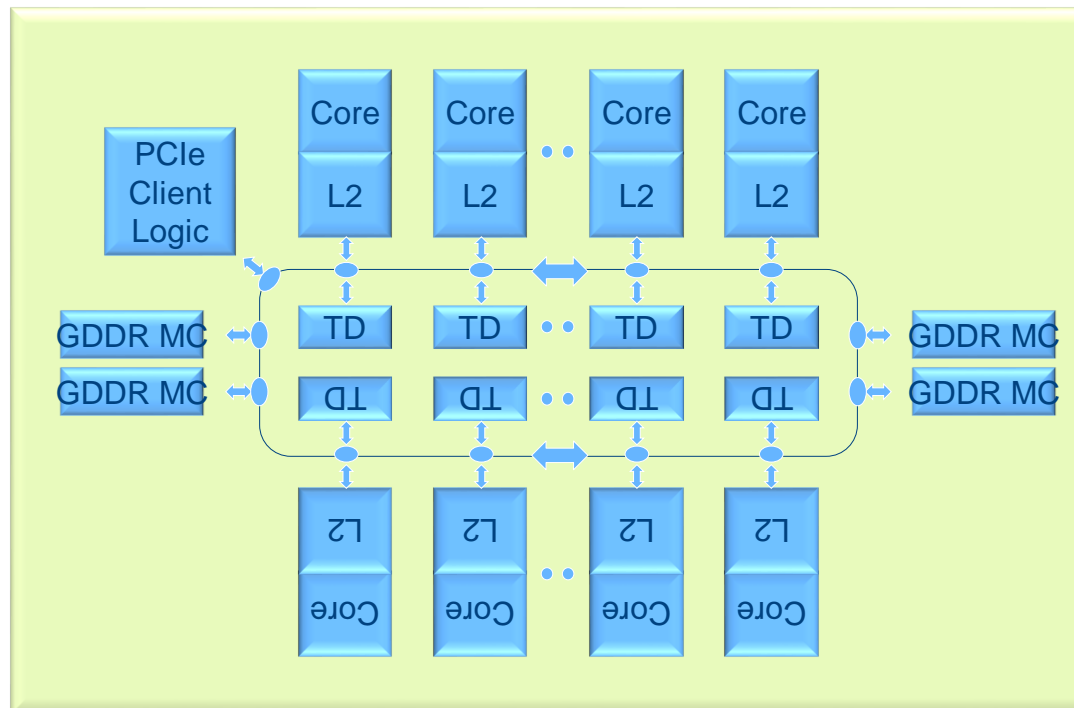 Core Core Core Core
PCIe
Client
Logic
L2 L2 L2 L2
GDDR MC TD TD TD TD GDDR MC
GDDR MC TD TD TD TD GDDR MC
L2 L2 L2 L2
Core Core Core Core